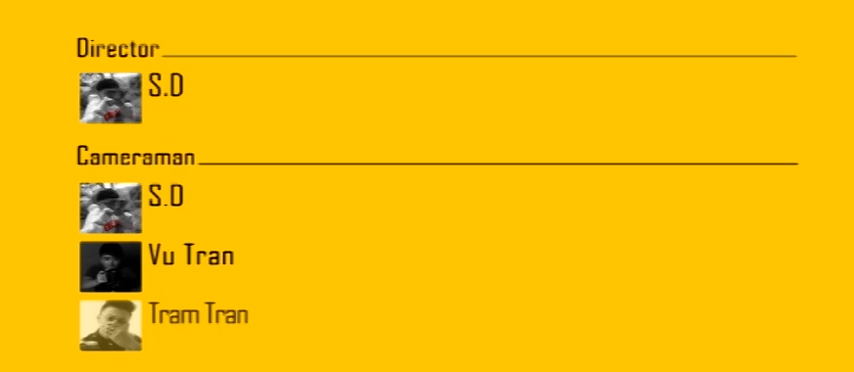 Director
S.D
Cameraman
S.D
Vu Tran
Tram Tran